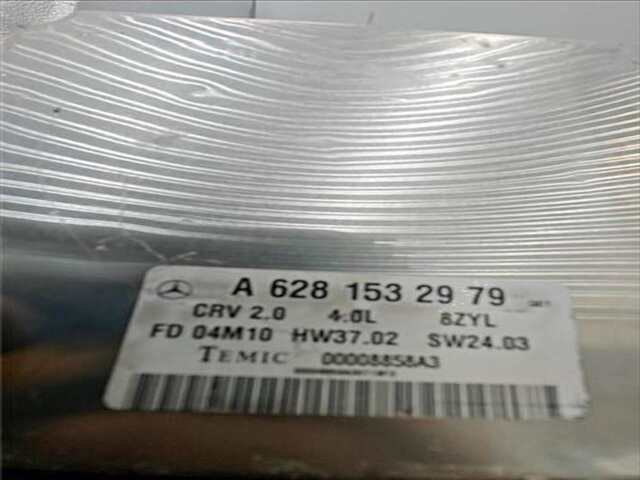 A 628 153 29 79
CRV 2.0 4.0L 8ZYL
FD 04M10 HW37.02 SW24.03
TEMIC 00008858A3